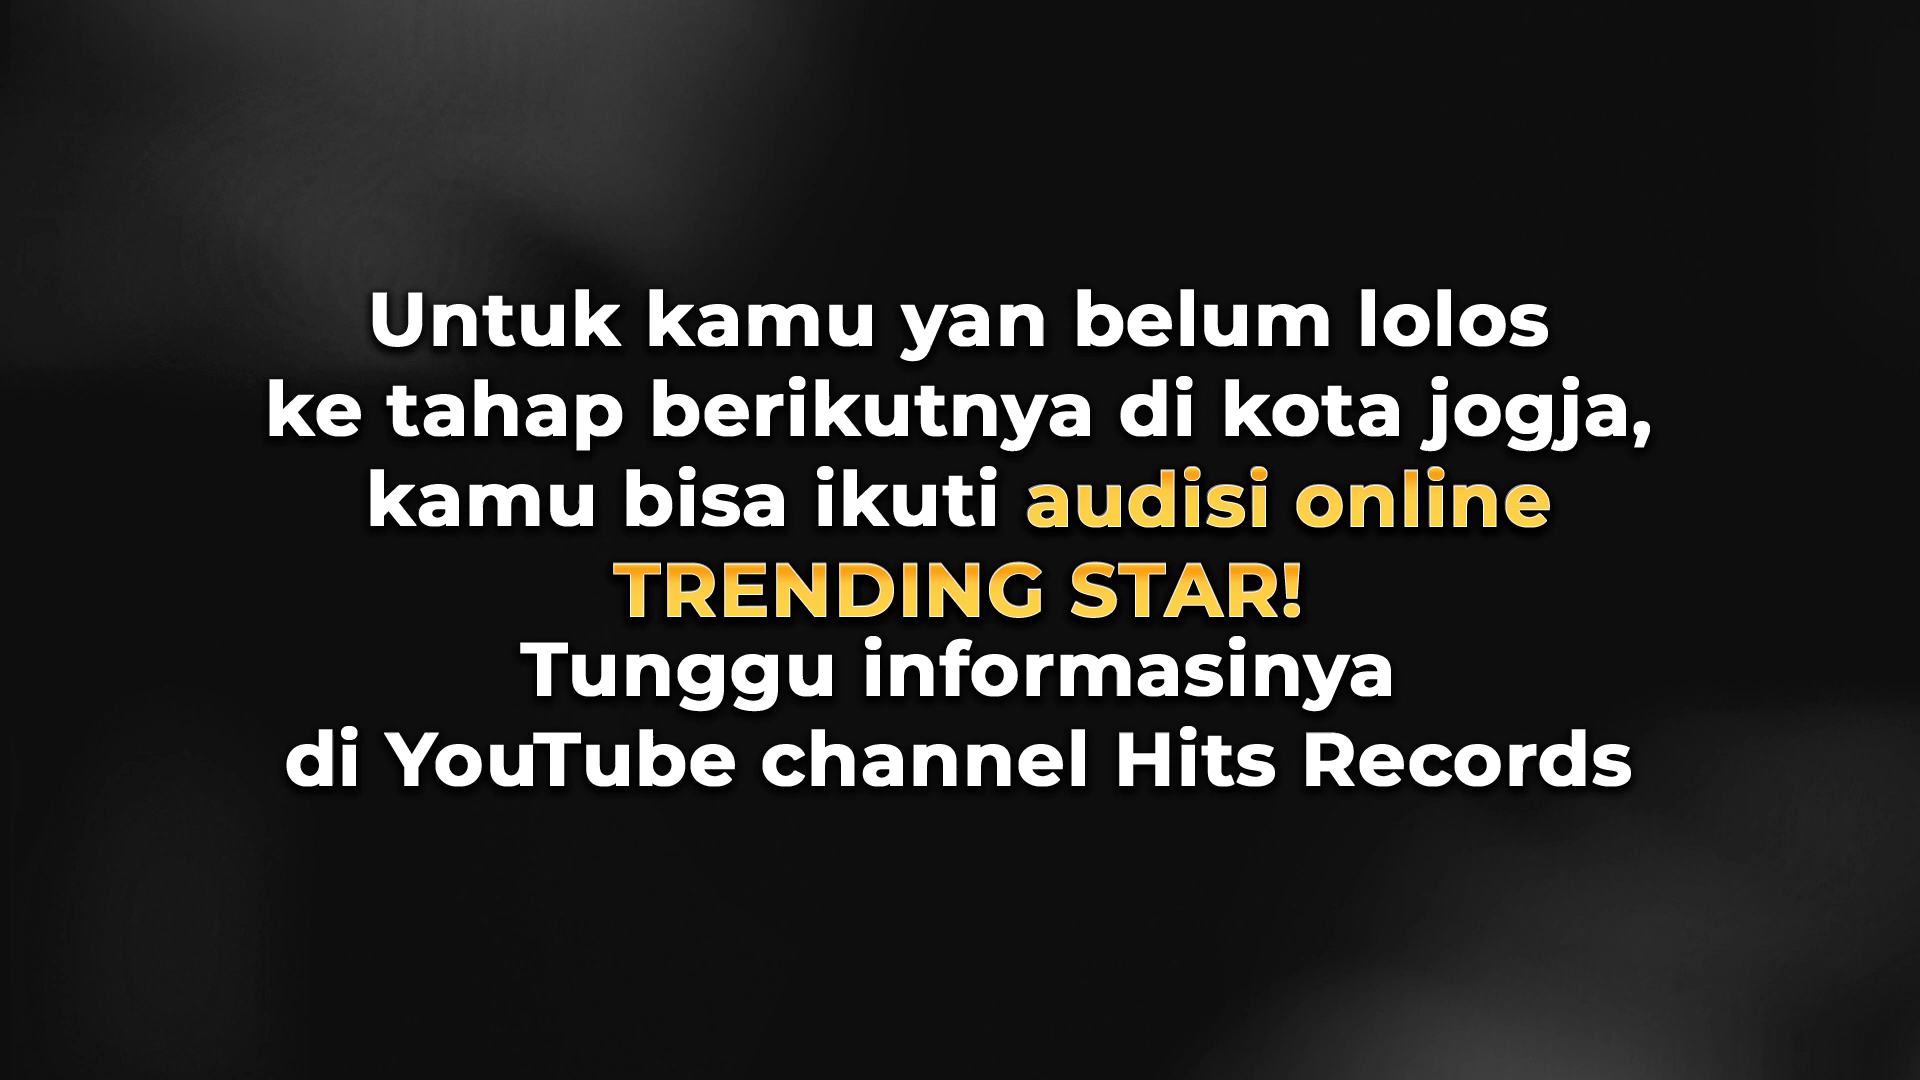 Untuk kamu yan belum lolos
ke tahap berikutnya di kota jogja,
kamu bisa ikuti audisi online
TRENDING STAR!
Tunggu informasinya
di YouTube channel Hits Records